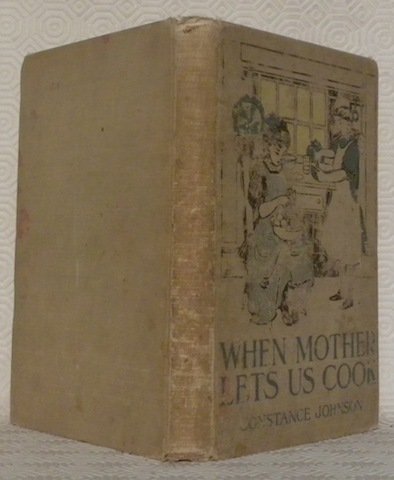 WHEN MOTHER
LETS US COOK
CONSTANCE JOHNSON